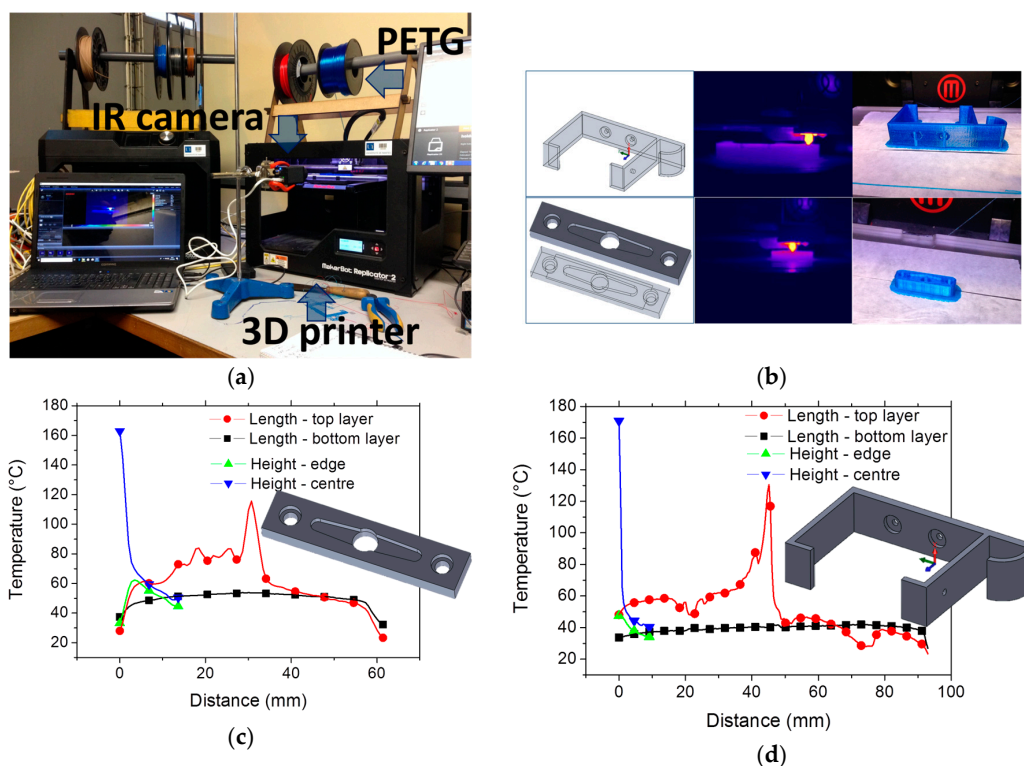 PETG
IR camera
MakerBot Replicator 2
3D printer
(a)
(b)
180
160
140
120
100
80
60
40
20
Temperature (°C)
0
20
40
60
Distance (mm)
Length - top layer
Length - bottom layer
Height - edge
Height - centre
(c)
180
160
140
120
100
80
60
40
20
Temperature (°C)
0
20
40
60
80
100
Distance (mm)
Length - top layer
Length - bottom layer
Height - edge
Height - centre
(d)